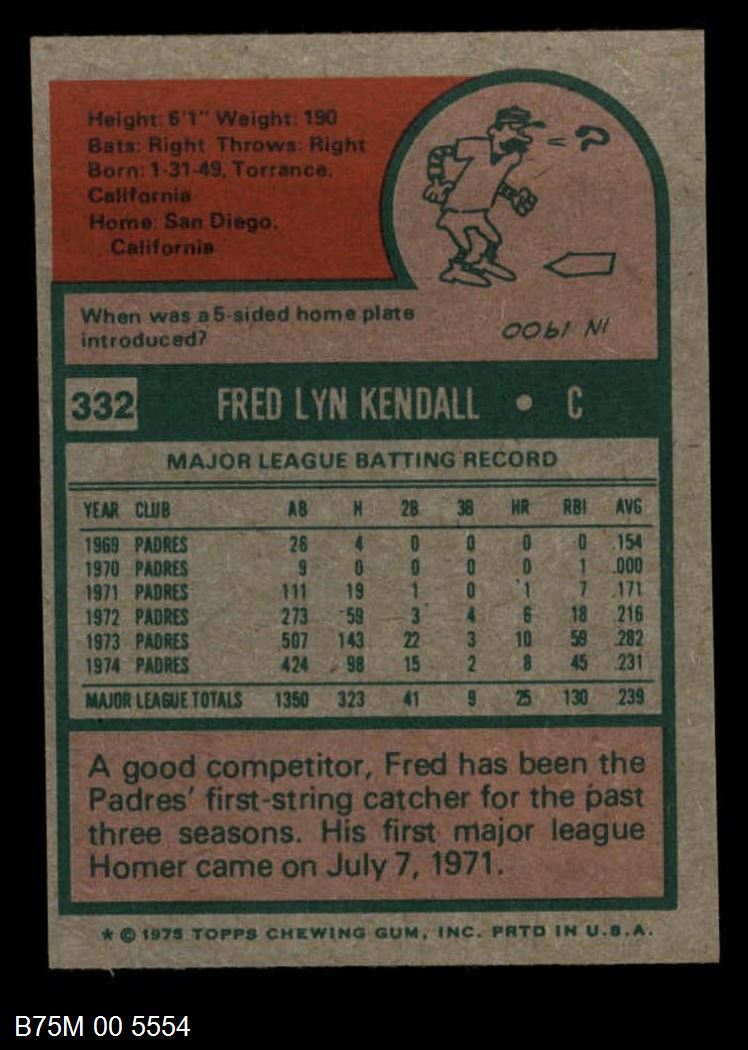 Height: 6'1" Weight: 190
Bats: Right Throws: Right
Born: 1-31-49, Torrance,
California
Home: San Diego,
California
?
When was a 5-sided home plate
introduced?
IN 1900
332 FRED LYN KENDALL • C
MAJOR LEAGUE BATTING RECORD
YEAR CLUB AB H 2B 3B HR RBI AVG
1969 PADRES 26 4 0 0 0 0 .154
1970 PADRES 9 0 0 0 0 1 .000
1971 PADRES 111 19 1 0 1 7 .171
1972 PADRES 273 59 3 4 6 18 .216
1973 PADRES 507 143 22 3 10 59 .282
1974 PADRES 424 98 15 2 8 45 .231
MAJOR LEAGUE TOTALS 1350 323 41 9 25 130 .239
A good competitor, Fred has been the
Padres' first-string catcher for the past
three seasons. His first major league
Homer came on July 7, 1971.
* © 1975 TOPPS CHEWING GUM, INC. PRTD IN U.S.A.
B75M 00 5554